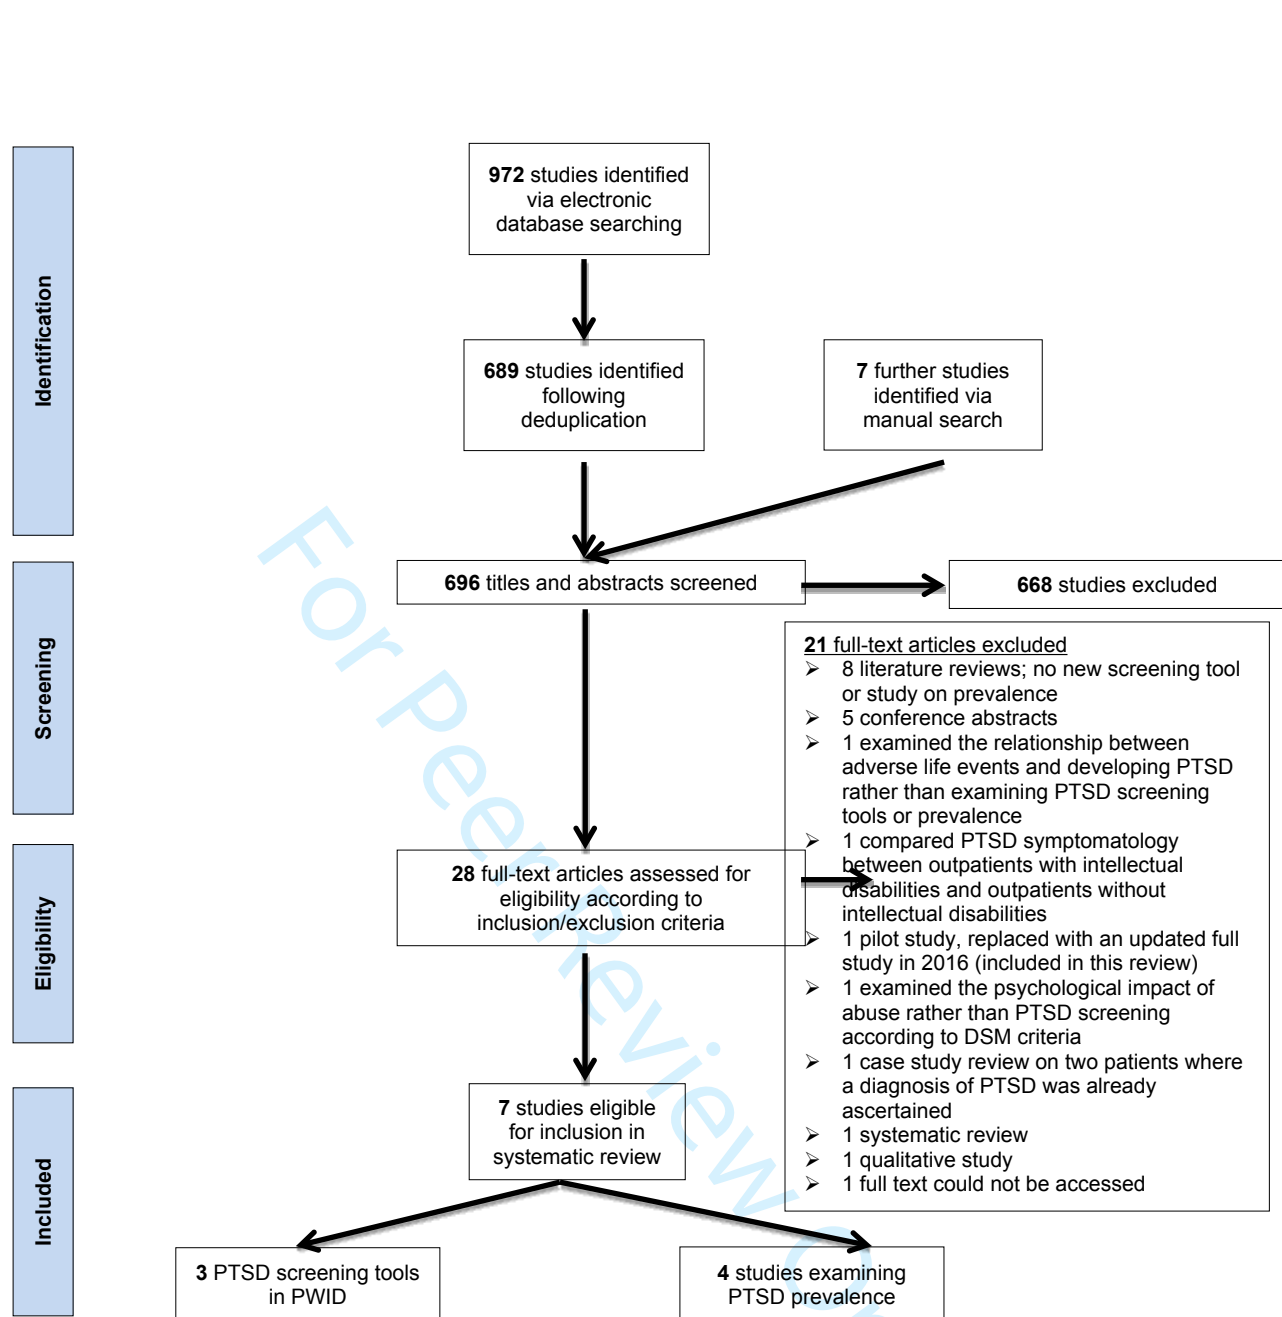 Identification
972 studies identified
via electronic
database searching
689 studies identified
following
deduplication
7 further studies
identified via
manual search
Screening
696 titles and abstracts screened
668 studies excluded
21 full-text articles excluded
➢ 8 literature reviews; no new screening tool
or study on prevalence
➢ 5 conference abstracts
➢ 1 examined the relationship between
adverse life events and developing PTSD
rather than examining PTSD screening
tools or prevalence
➢ 1 compared PTSD symptomatology
between outpatients with intellectual
disabilities and outpatients without
intellectual disabilities
➢ 1 pilot study, replaced with an updated full
study in 2016 (included in this review)
➢ 1 examined the psychological impact of
abuse rather than PTSD screening
according to DSM criteria
➢ 1 case study review on two patients where
a diagnosis of PTSD was already
ascertained
➢ 1 systematic review
➢ 1 qualitative study
➢ 1 full text could not be accessed
Eligibility
28 full-text articles assessed for
eligibility according to
inclusion/exclusion criteria
Included
7 studies eligible
for inclusion in
systematic review
3 PTSD screening tools
in PWID
4 studies examining
PTSD prevalence
For Peer Review